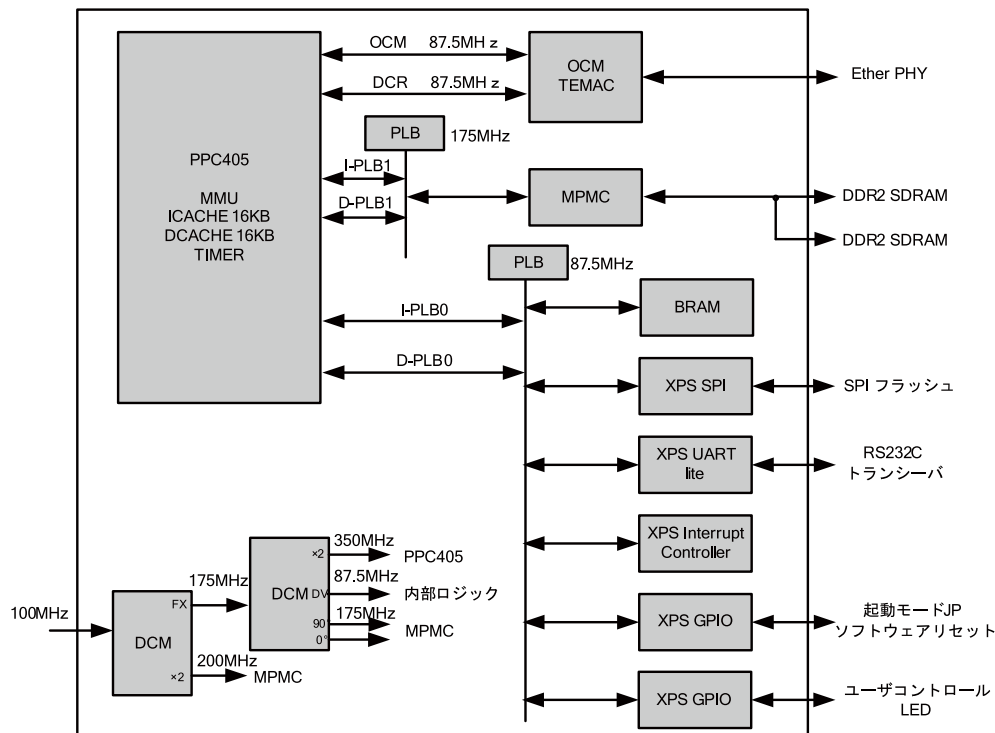 OCM 87.5MHz
DCR 87.5MHz
OCM
TEMAC
Ether PHY
PLB
175MHz
PPC405
MMU
ICACHE 16KB
DCACHE 16KB
TIMER
I-PLB1
D-PLB1
MPMC
DDR2 SDRAM
DDR2 SDRAM
PLB
87.5MHz
I-PLB0
D-PLB0
BRAM
XPS SPI
SPI フラッシュ
XPS UART
lite
RS232C
トランシーバ
XPS Interrupt
Controller
XPS GPIO
起動モードJP
ソフトウェアリセット
XPS GPIO
ユーザコントロール
LED
100MHz
DCM
FX
×2
175MHz
200MHz
MPMC
DCM
×2
DV
90°
0°
350MHz
PPC405
87.5MHz
内部ロジック
175MHz
MPMC